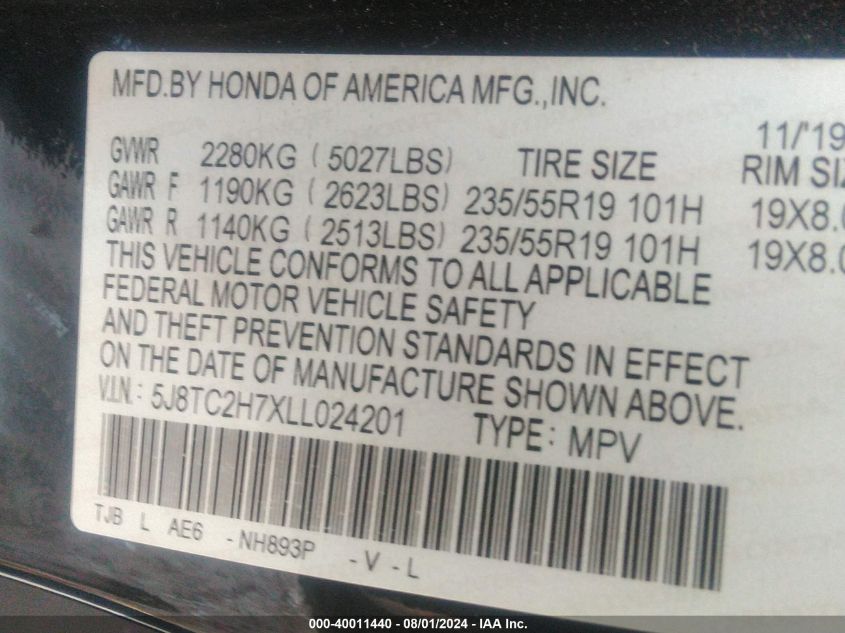 MFD.BY HONDA OF AMERICA MFG.,INC.
11/'19
GVWR 2280KG ( 5027LBS) TIRE SIZE RIM SIZ
GAWR F 1190KG ( 2623LBS) 235/55R19 101H 19X8.0
GAWR R 1140KG ( 2513LBS) 235/55R19 101H 19X8.0
THIS VEHICLE CONFORMS TO ALL APPLICABLE
FEDERAL MOTOR VEHICLE SAFETY
AND THEFT PREVENTION STANDARDS IN EFFECT
ON THE DATE OF MANUFACTURE SHOWN ABOVE.
V.I.N.: 5J8TC2H7XLL024201 TYPE: MPV
TJB L AE6 -NH893P -V-L
000-40011440 - 08/01/2024 - IAA Inc.